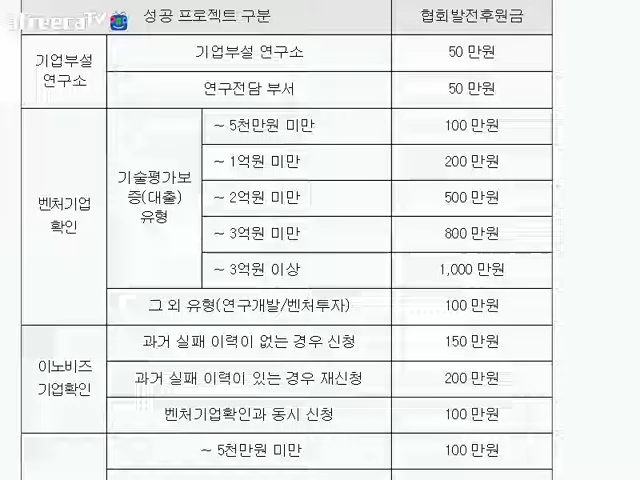 afreecaTV
성공 프로젝트 구분 협회발전후원금
기업부설
연구소
기업부설 연구소 50 만원
연구전담 부서 50 만원
벤처기업
확인
기술평가보
증(대출)
유형
~ 5천만원 미만 100 만원
~ 1억원 미만 200 만원
~ 2억원 미만 500 만원
~ 3억원 미만 800 만원
~ 3억원 이상 1,000 만원
그 외 유형(연구개발/벤처투자) 100 만원
이노비즈
기업확인
과거 실패 이력이 없는 경우 신청 150 만원
과거 실패 이력이 있는 경우 재신청 200 만원
벤처기업확인과 동시 신청 100 만원
~ 5천만원 미만 100 만원